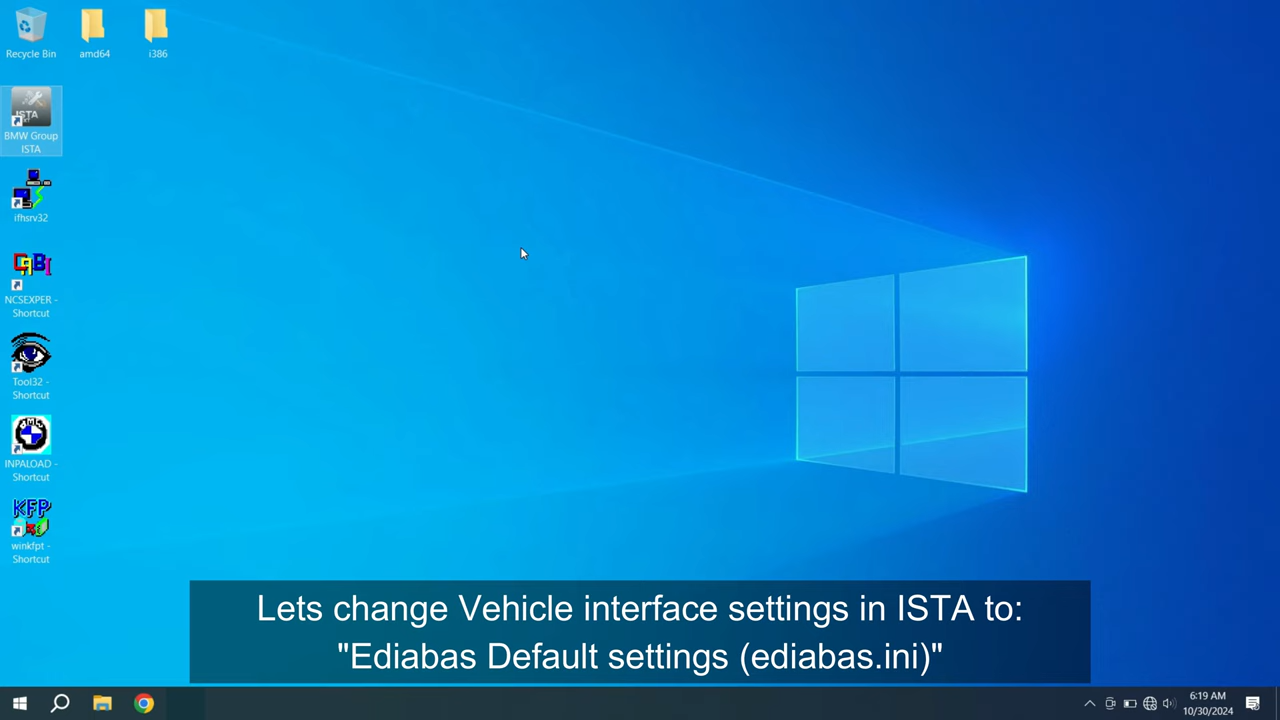 Recycle Bin
amd64
i386
ISTA
BMW Group
ISTA
ifhsrv32
NCSEXPER -
Shortcut
Tool32 -
Shortcut
INPALOAD -
Shortcut
KFP
winkfpt -
Shortcut
Lets change Vehicle interface settings in ISTA to:
"Ediabas Default settings (ediabas.ini)"
6:19 AM
10/30/2024